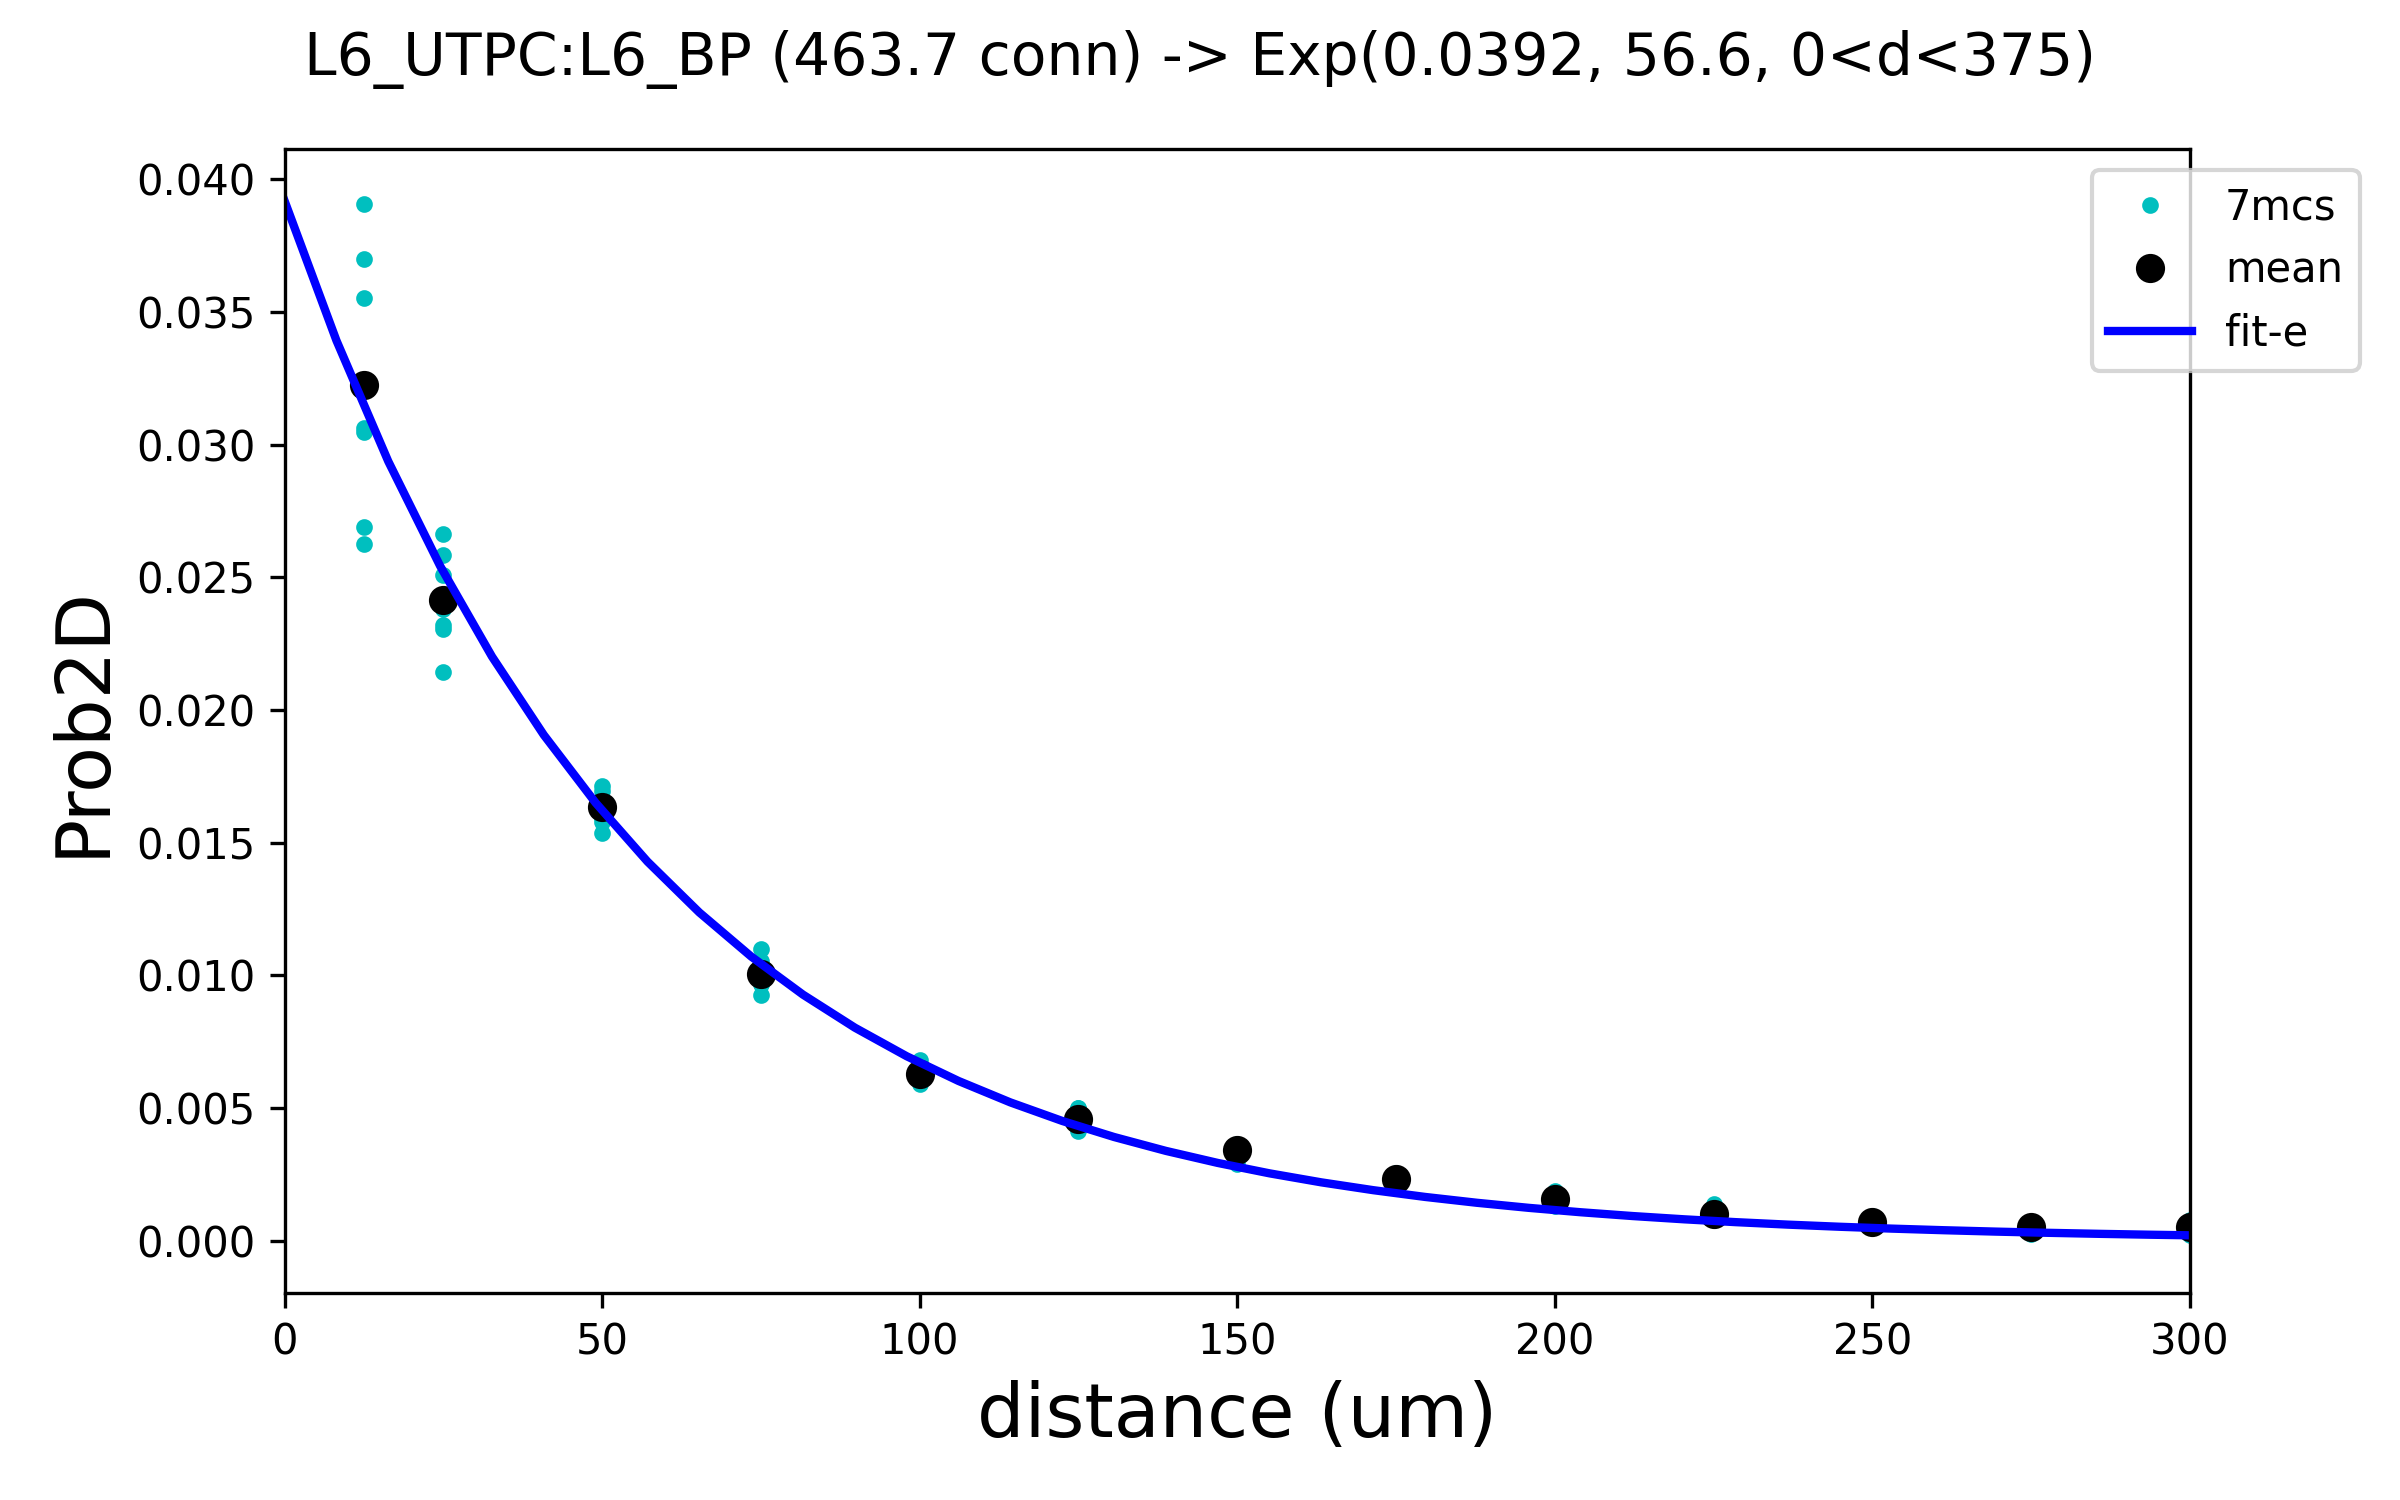 L6_UTPC:L6_BP (463.7 conn) -> Exp(0.0392, 56.6, 0<d<375)
0.040
0.035
0.030
0.025
0.020
0.015
0.010
0.005
0.000
Prob2D
7mcs
mean
fit-e
0 50 100 150 200 250 300
distance (um)